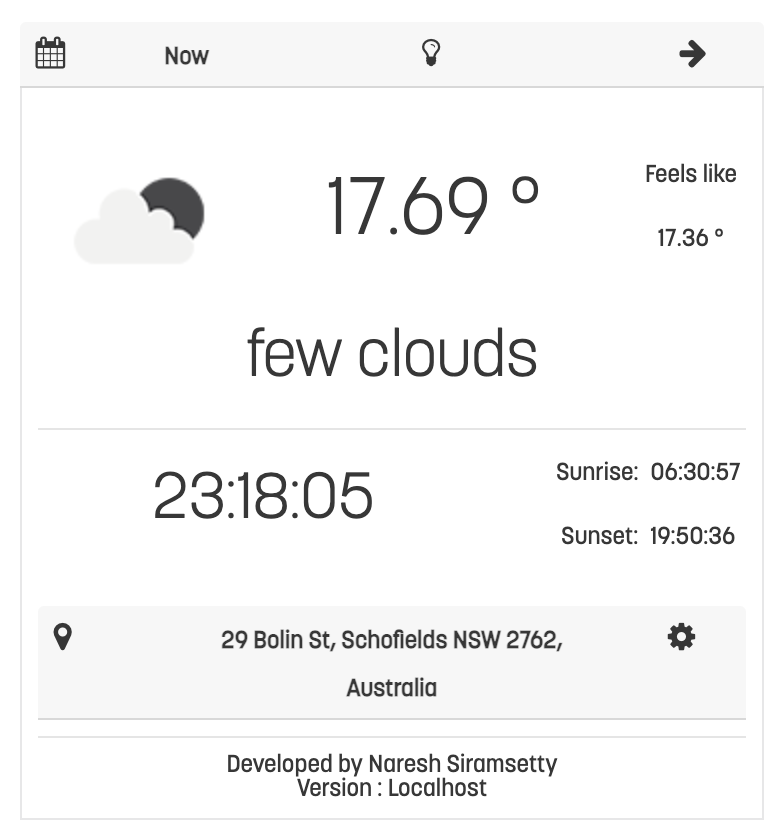 Now
17.69 °
Feels like
17.36 °
few clouds
23:18:05
Sunrise: 06:30:57
Sunset: 19:50:36
29 Bolin St, Schofields NSW 2762,
Australia
Developed by Naresh Siramsetty
Version : Localhost